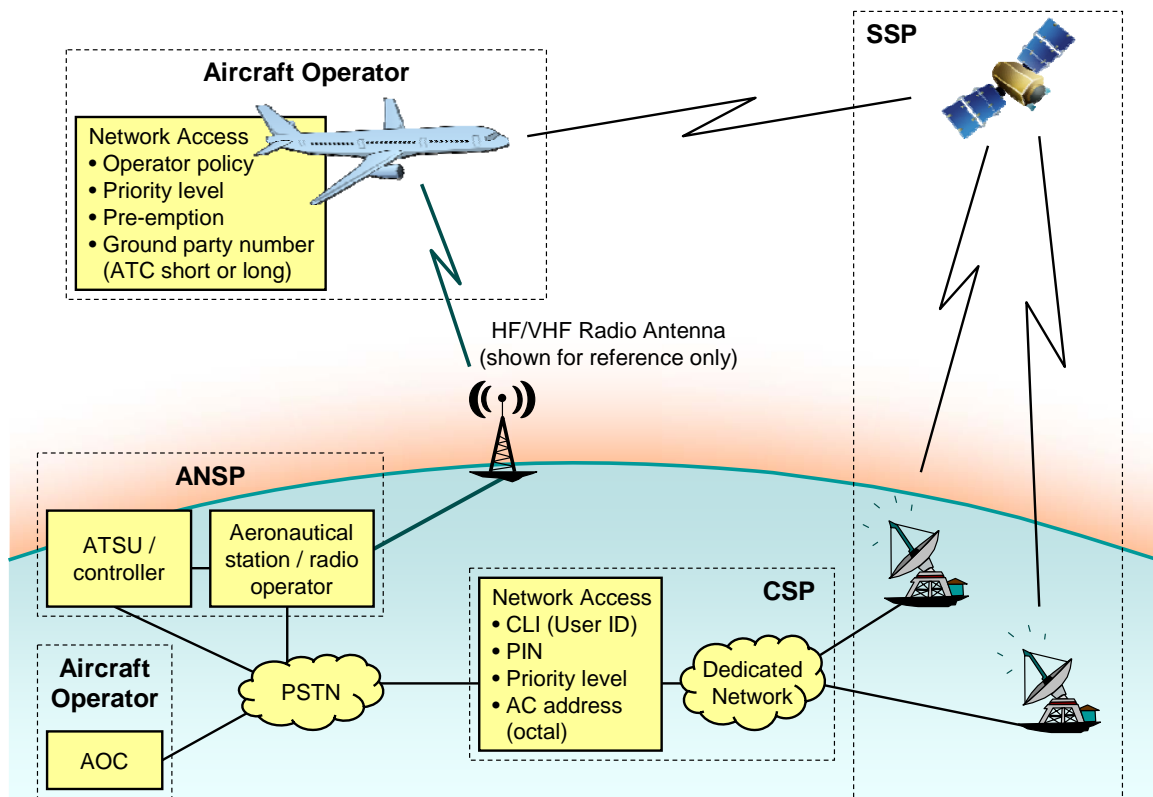 SSP
Aircraft Operator
Network Access
• Operator policy
• Priority level
• Pre-emption
• Ground party number
(ATC short or long)
HF/VHF Radio Antenna
(shown for reference only)
ANSP
ATSU /
controller
Aeronautical
station / radio
operator
CSP
Network Access
• CLI (User ID)
• PIN
• Priority level
• AC address
(octal)
Dedicated
Network
Aircraft
Operator
PSTN
AOC